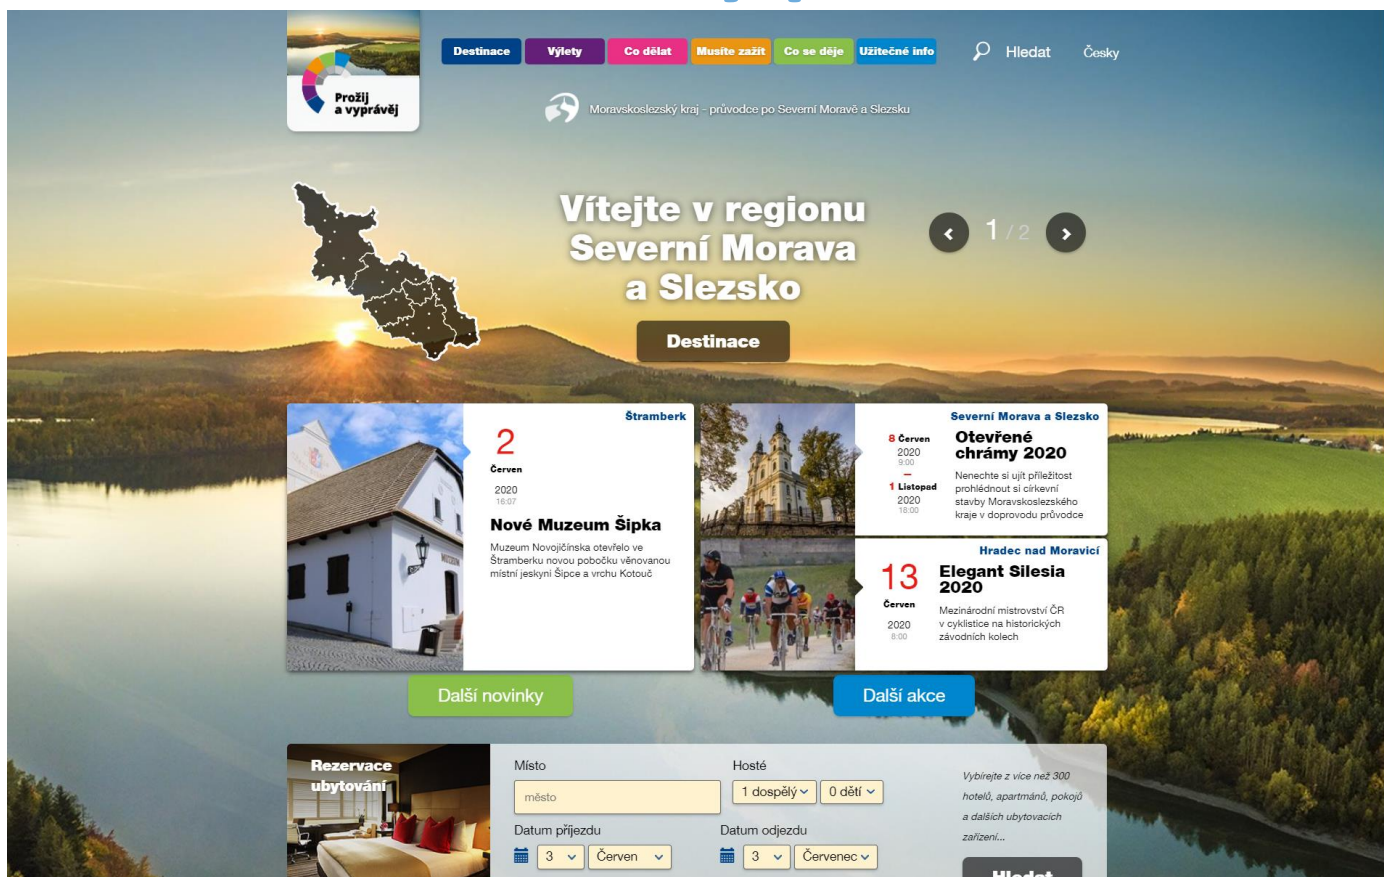 Destinace
Výlety
Co dělat
Musíte zažít
Co se děje
Užitečné info
Hledat
Česky
Prožij
a vyprávěj
Moravskoslezský kraj - průvodce po Severní Moravě a Slezsku
Vítejte v regionu
Severní Morava
a Slezsko
1 / 2
Destinace
Štramberk
2
Červen
2020
16:07
Nové Muzeum Šipka
Muzeum Novojičínska otevřelo ve
Štramberku novou pobočku věnovanou
místní jeskyni Šipce a vrchu Kotouč
Severní Morava a Slezsko
8 Červen
2020
9:00
–
1 Listopad
2020
18:00
Otevřené
chrámy 2020
Nenechte si ujít příležitost
prohlédnout si církevní
stavby Moravskoslezského
kraje v doprovodu průvodce
Hradec nad Moravicí
13
Červen
2020
8:00
Elegant Silesia
2020
Mezinárodní mistrovství ČR
v cyklistice na historických
závodních kolech
Další novinky
Další akce
Rezervace
ubytování
Místo
město
Hosté
1 dospělý
0 dětí
Datum příjezdu
3
Červen
Datum odjezdu
3
Červenec
Vybírejte z více než 300
hotelů, apartmánů, pokojů
a dalších ubytovacích
zařízení...
Hledat